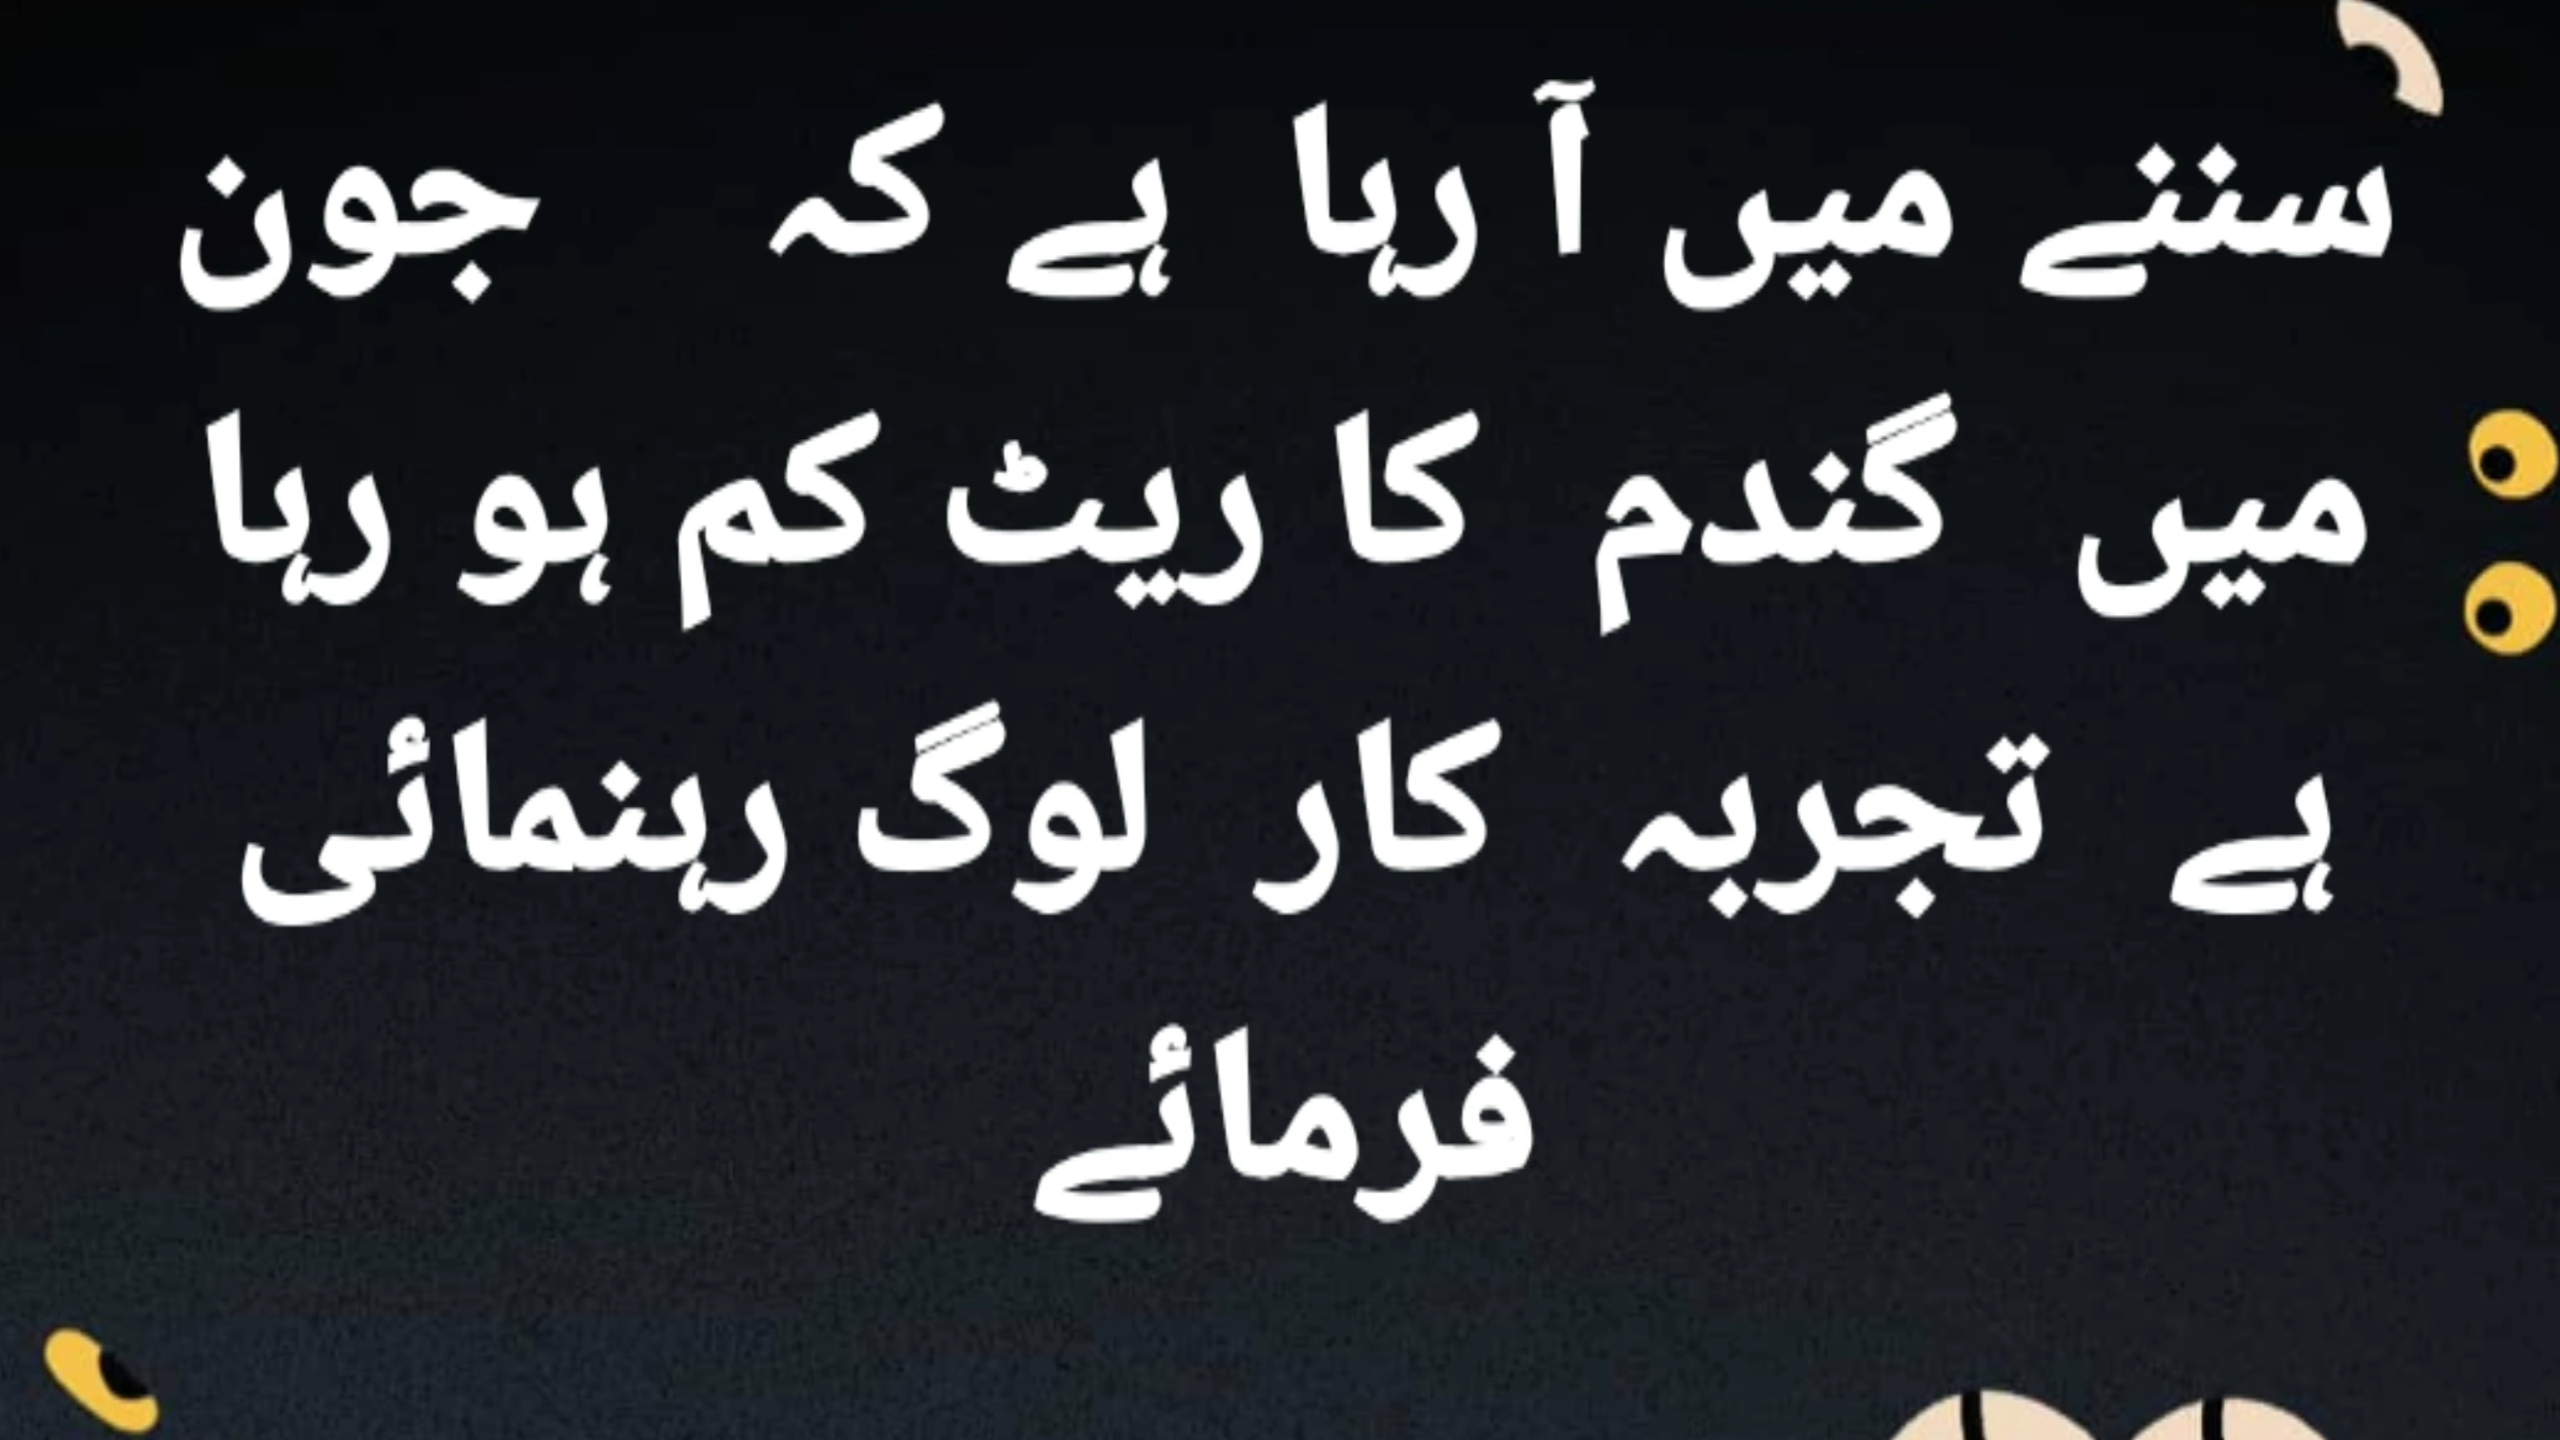 سننے میں آ رہا ہے کہ جون
میں گندم کا ریٹ کم ہو رہا
ہے تجربہ کار لوگ رہنمائی
فرمائے